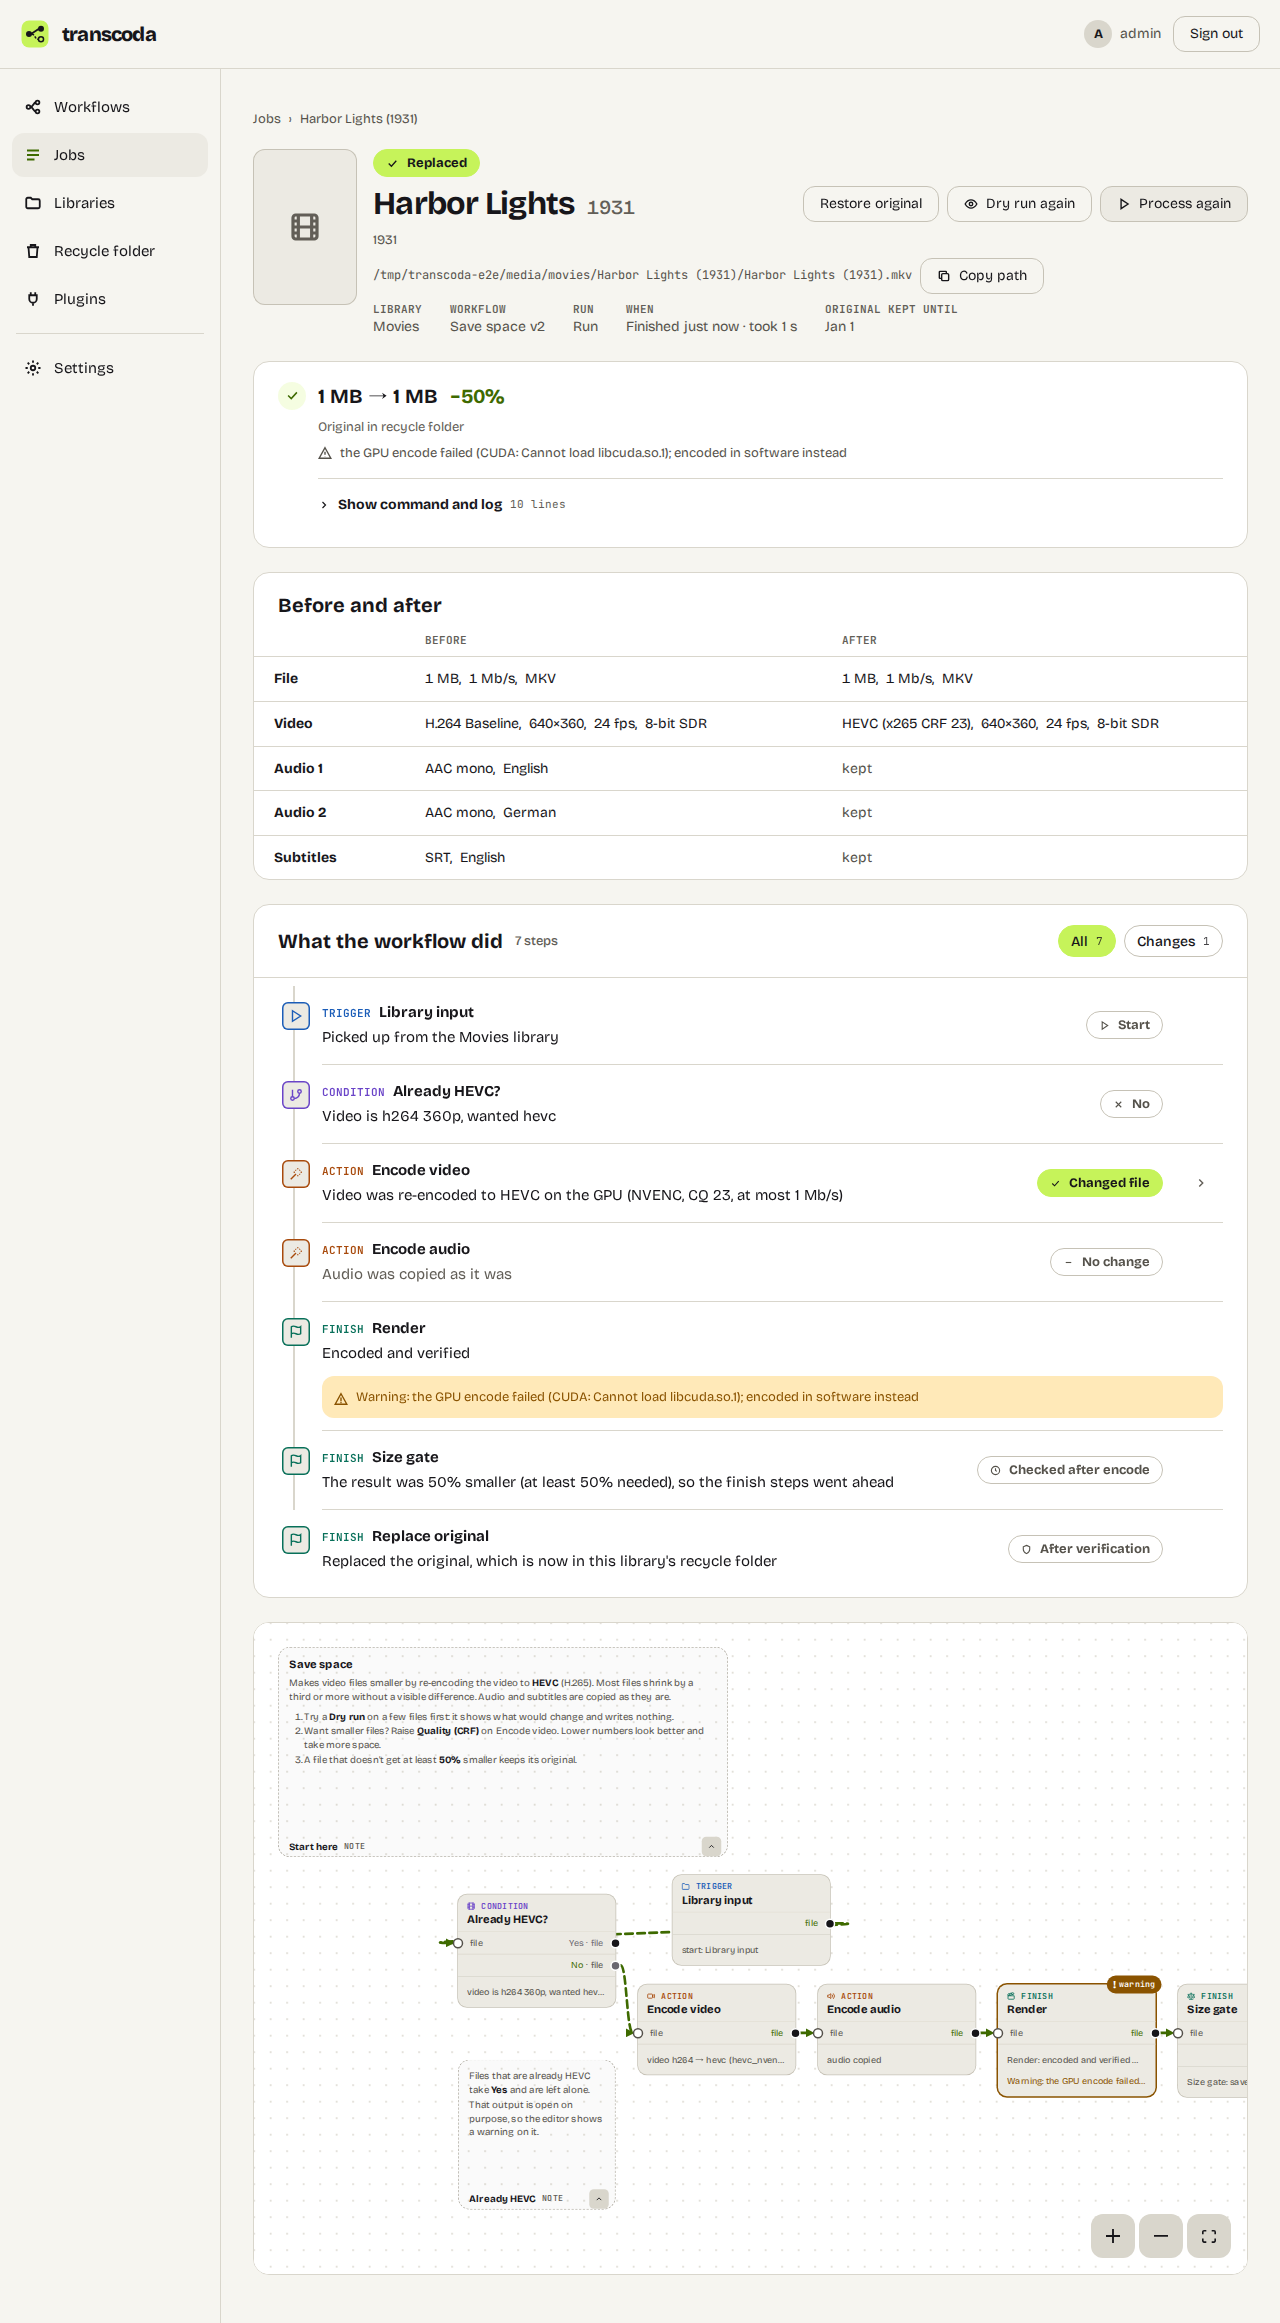 transcoda
A admin Sign out
Workflows
Jobs
Libraries
Recycle folder
Plugins
Settings
Jobs › Harbor Lights (1931)
Replaced
Harbor Lights 1931
Restore original Dry run again Process again
1931
/tmp/transcoda-e2e/media/movies/Harbor Lights (1931)/Harbor Lights (1931).mkv Copy path
LIBRARY WORKFLOW RUN WHEN ORIGINAL KEPT UNTIL
Movies Save space v2 Run Finished just now · took 1 s Jan 1
1 MB → 1 MB −50%
Original in recycle folder
the GPU encode failed (CUDA: Cannot load libcuda.so.1); encoded in software instead
Show command and log 10 lines
Before and after
BEFORE AFTER
File 1 MB, 1 Mb/s, MKV 1 MB, 1 Mb/s, MKV
Video H.264 Baseline, 640×360, 24 fps, 8-bit SDR HEVC (x265 CRF 23), 640×360, 24 fps, 8-bit SDR
Audio 1 AAC mono, English kept
Audio 2 AAC mono, German kept
Subtitles SRT, English kept
What the workflow did 7 steps
All 7 Changes 1
TRIGGER Library input
Picked up from the Movies library
Start
CONDITION Already HEVC?
Video is h264 360p, wanted hevc
No
ACTION Encode video
Video was re-encoded to HEVC on the GPU (NVENC, CQ 23, at most 1 Mb/s)
Changed file
ACTION Encode audio
Audio was copied as it was
No change
FINISH Render
Encoded and verified
Warning: the GPU encode failed (CUDA: Cannot load libcuda.so.1); encoded in software instead
FINISH Size gate
The result was 50% smaller (at least 50% needed), so the finish steps went ahead
Checked after encode
FINISH Replace original
Replaced the original, which is now in this library's recycle folder
After verification
Save space
Makes video files smaller by re-encoding the video to HEVC (H.265). Most files shrink by a
third or more without a visible difference. Audio and subtitles are copied as they are.
1. Try a Dry run on a few files first: it shows what would change and writes nothing.
2. Want smaller files? Raise Quality (CRF) on Encode video. Lower numbers look better and
take more space.
3. A file that doesn't get at least 50% smaller keeps its original.
Start here NOTE
TRIGGER
Library input
file
start: Library input
CONDITION
Already HEVC?
file Yes · file
No · file
video is h264 360p, wanted hev...
ACTION
Encode video
file file
video h264 → hevc (hevc_nven...
ACTION
Encode audio
file file
audio copied
! warning
FINISH
Render
file file
Render: encoded and verified ...
Warning: the GPU encode failed...
FINISH
Size gate
file
Size gate: save
Files that are already HEVC
take Yes and are left alone.
That output is open on
purpose, so the editor shows
a warning on it.
Already HEVC NOTE